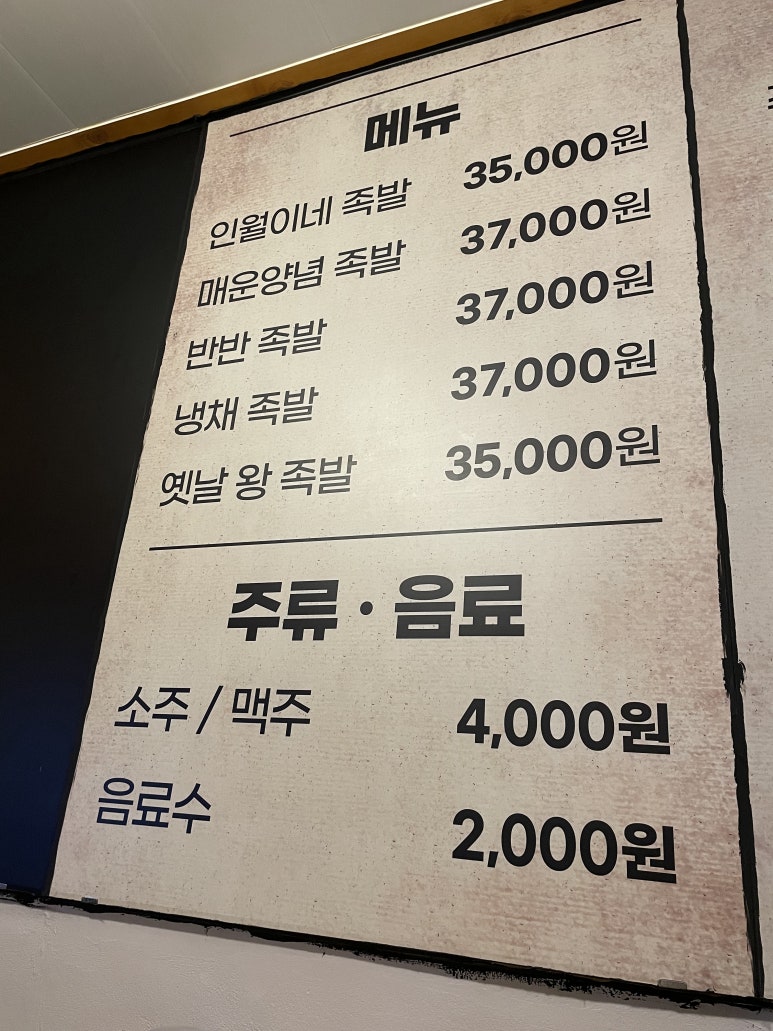 메뉴
인월이네 족발 35,000원
매운양념 족발 37,000원
반반 족발 37,000원
냉채 족발 37,000원
옛날 왕 족발 35,000원
주류 · 음료
소주 / 맥주 4,000원
음료수 2,000원